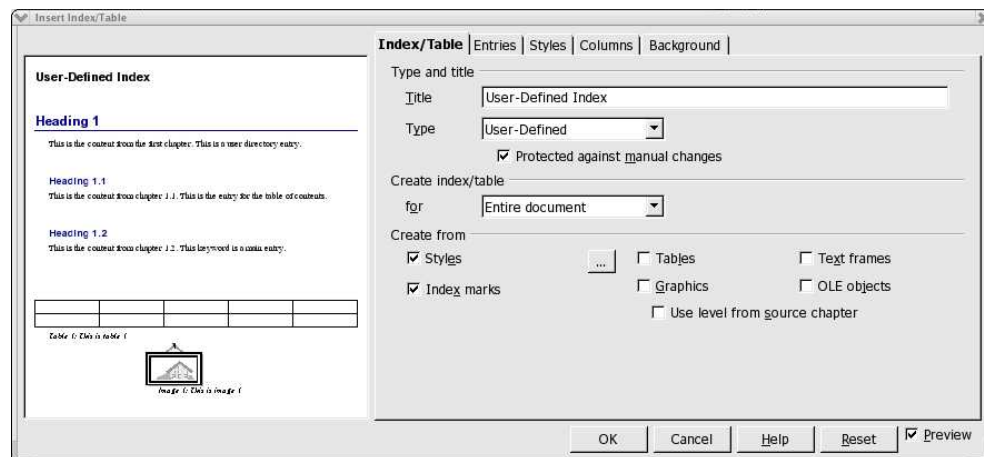 Insert Index/Table
User-Defined Index
Heading 1
This is the content from the first chapter. This is a user directory entry.
Heading 1.1
This is the content from chapter 1.1. This is the entry for the table of contents.
Heading 1.2
This is the content from chapter 1.2. This keyword is a main entry.
Table 1: This is table 1
Image 1: This is image 1
Index/Table Entries Styles Columns Background
Type and title
Title User-Defined Index
Type User-Defined
Protected against manual changes
Create index/table
for Entire document
Create from
Styles ... Tables Text frames
Index marks Graphics OLE objects
Use level from source chapter
OK Cancel Help Reset Preview